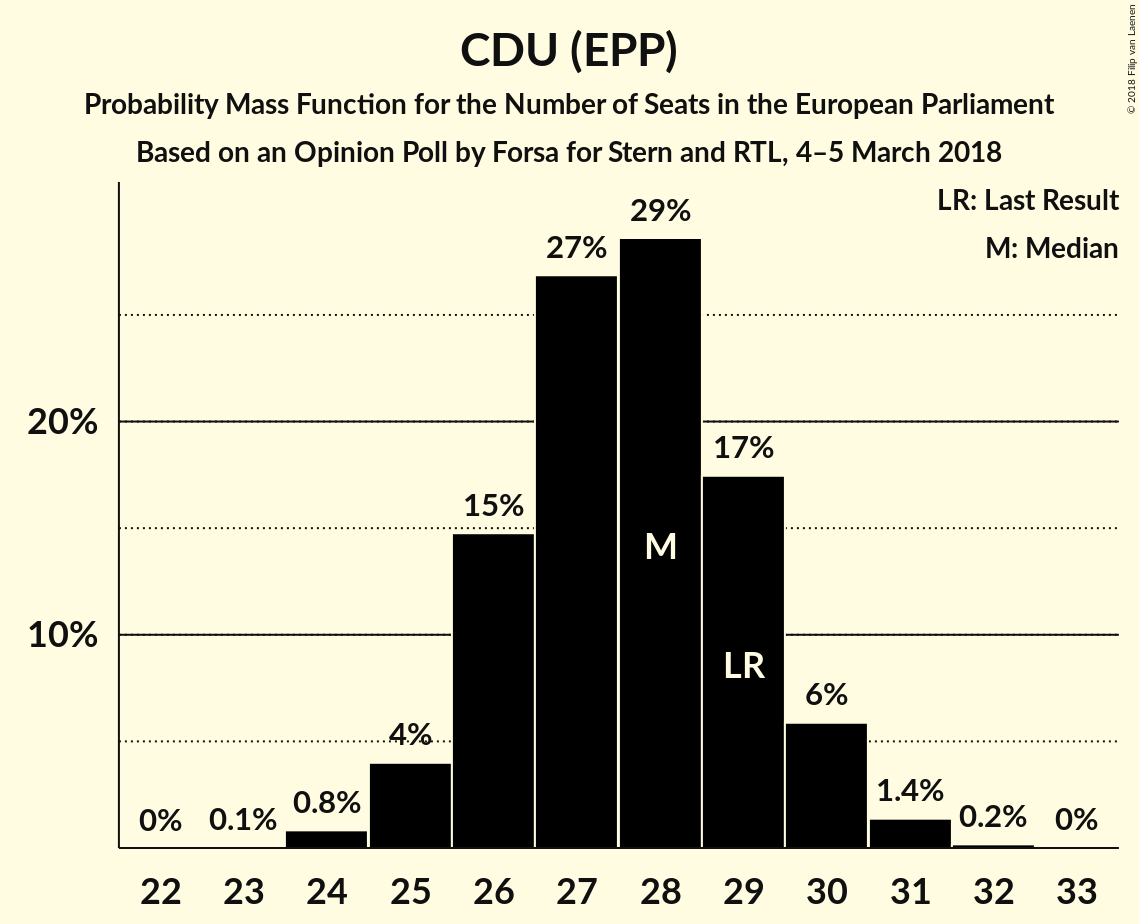 CDU (EPP)
Probability Mass Function for the Number of Seats in the European Parliament
Based on an Opinion Poll by Forsa for Stern and RTL, 4–5 March 2018
© 2018 Filip van Laenen
LR: Last Result
M: Median
20%
10%
0%
0.1%
0.8%
4%
15%
27%
29%
17%
6%
1.4%
0.2%
0%
M
LR
22 23 24 25 26 27 28 29 30 31 32 33